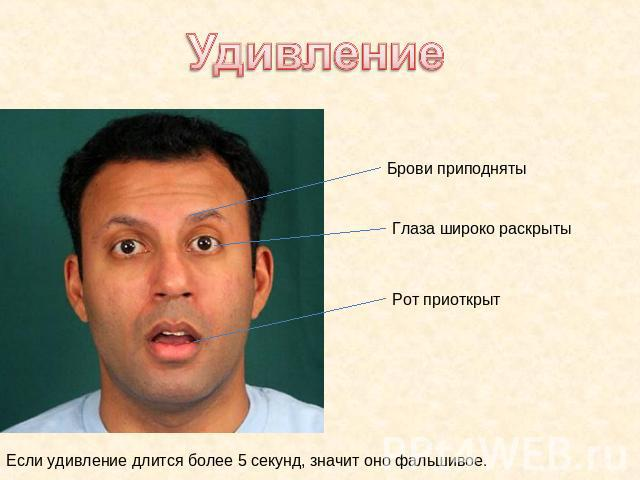 Удивление
Брови приподняты
Глаза широко раскрыты
Рот приоткрыт
Если удивление длится более 5 секунд, значит оно фальшивое.
PPt4WEB.ru